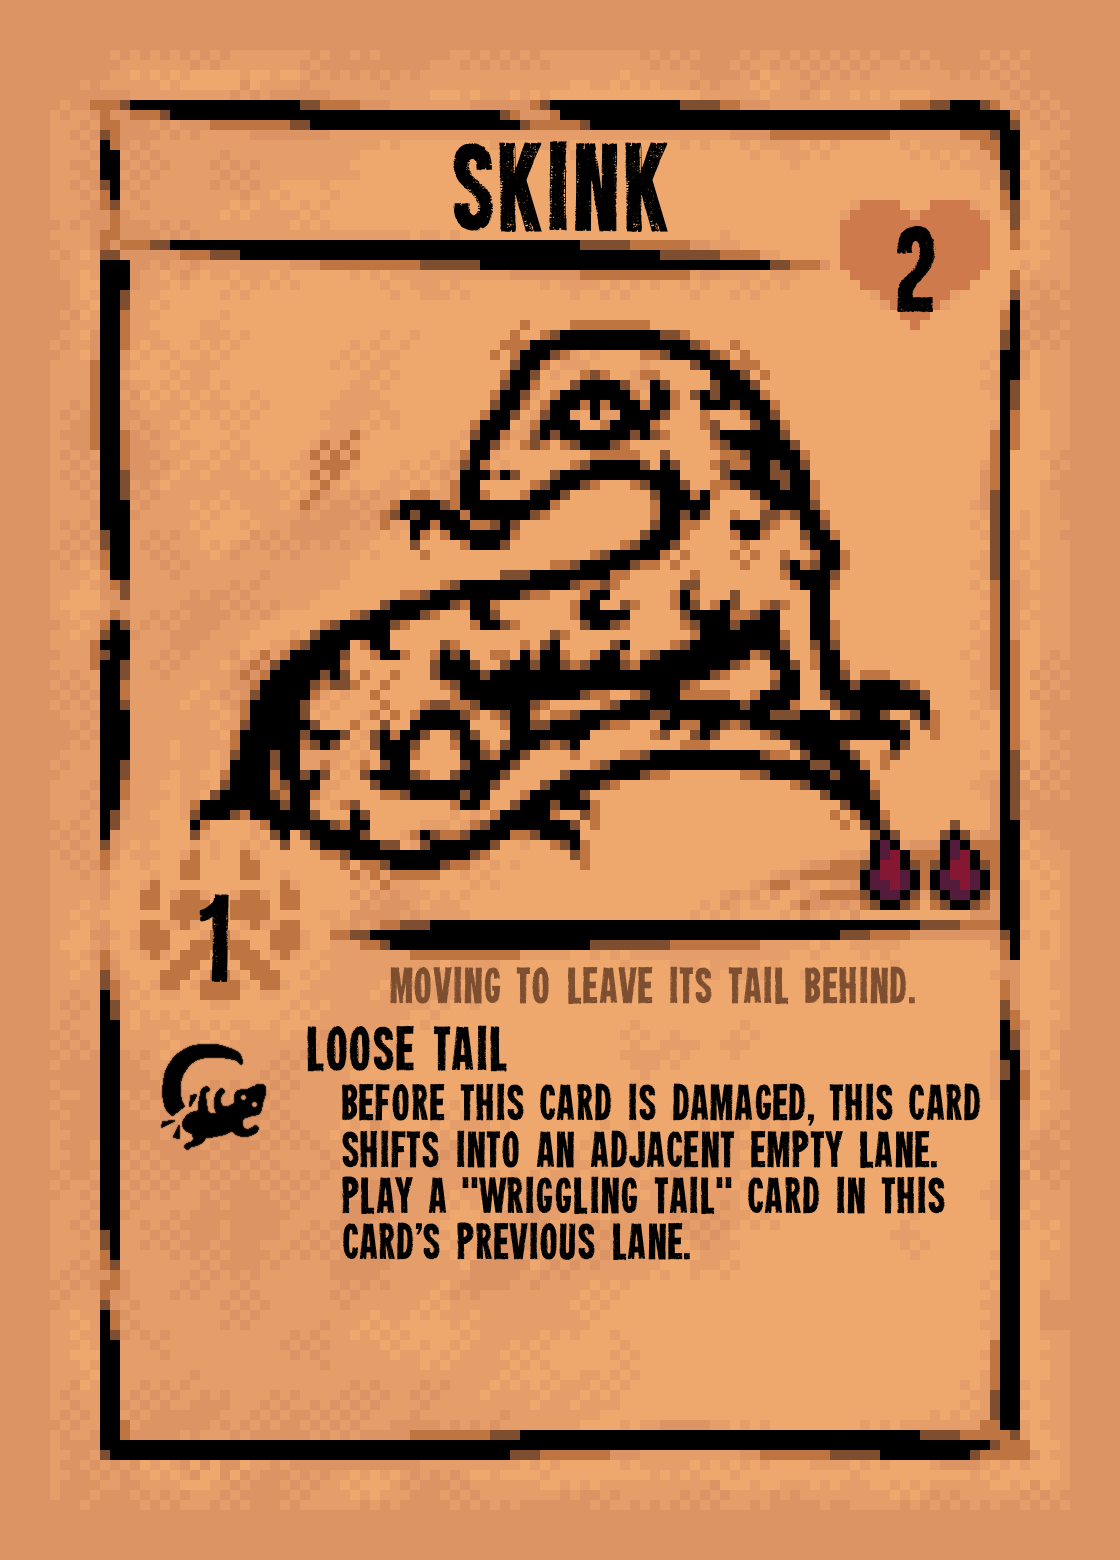 SKINK
2
1
MOVING TO LEAVE ITS TAIL BEHIND.
LOOSE TAIL
BEFORE THIS CARD IS DAMAGED, THIS CARD
SHIFTS INTO AN ADJACENT EMPTY LANE.
PLAY A "WRIGGLING TAIL" CARD IN THIS
CARD'S PREVIOUS LANE.